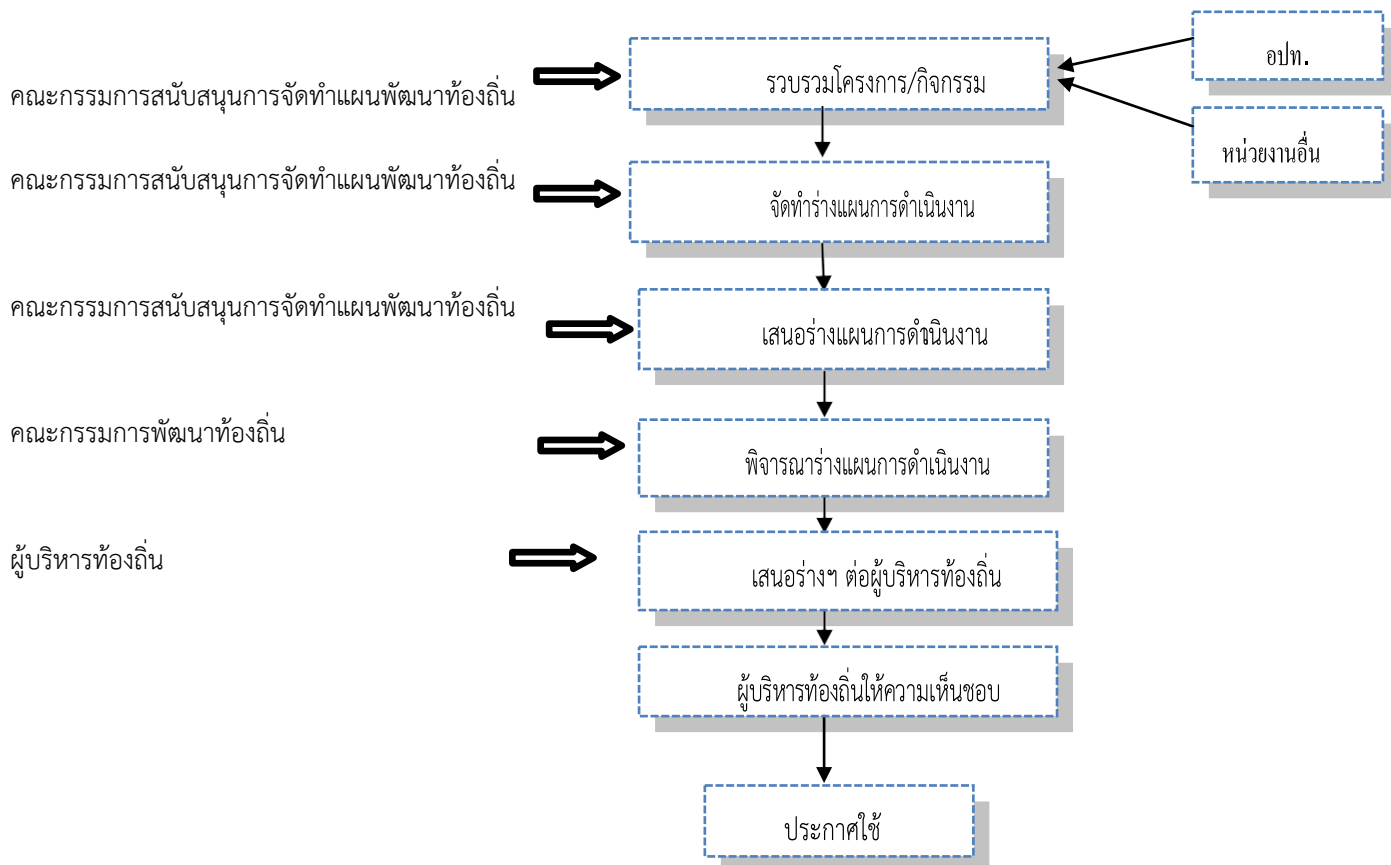 อปท.
คณะกรรมการสนับสนุนการจัดทำแผนพัฒนาท้องถิ่น
รวบรวมโครงการ/กิจกรรม
หน่วยงานอื่น
คณะกรรมการสนับสนุนการจัดทำแผนพัฒนาท้องถิ่น
จัดทำร่างแผนการดำเนินงาน
คณะกรรมการสนับสนุนการจัดทำแผนพัฒนาท้องถิ่น
เสนอร่างแผนการดำเนินงาน
คณะกรรมการพัฒนาท้องถิ่น
พิจารณาร่างแผนการดำเนินงาน
ผู้บริหารท้องถิ่น
เสนอร่างฯ ต่อผู้บริหารท้องถิ่น
ผู้บริหารท้องถิ่นให้ความเห็นชอบ
ประกาศใช้